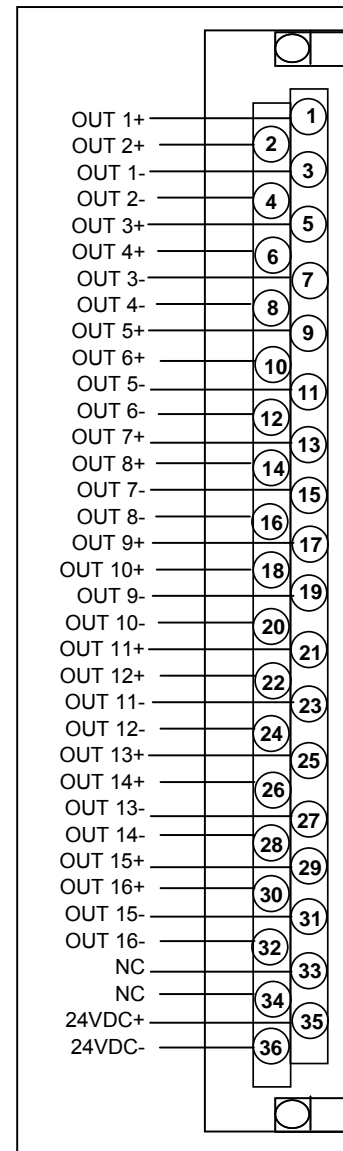 OUT 1+ 1
OUT 2+ 2
OUT 1- 3
OUT 2- 4
OUT 3+ 5
OUT 4+ 6
OUT 3- 7
OUT 4- 8
OUT 5+ 9
OUT 6+ 10
OUT 5- 11
OUT 6- 12
OUT 7+ 13
OUT 8+ 14
OUT 7- 15
OUT 8- 16
OUT 9+ 17
OUT 10+ 18
OUT 9- 19
OUT 10- 20
OUT 11+ 21
OUT 12+ 22
OUT 11- 23
OUT 12- 24
OUT 13+ 25
OUT 14+ 26
OUT 13- 27
OUT 14- 28
OUT 15+ 29
OUT 16+ 30
OUT 15- 31
OUT 16- 32
NC 33
NC 34
24VDC+ 35
24VDC- 36